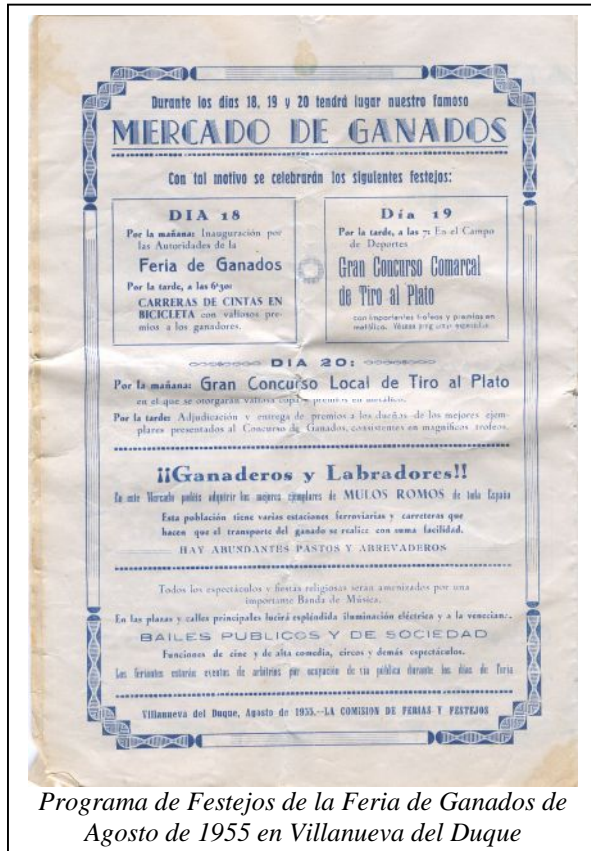 Durante los días 18, 19 y 20 tendrá lugar nuestro famoso
MERCADO DE GANADOS
Con tal motivo se celebrarán los siguientes festejos:
DIA 18
Por la mañana: Inauguración por
las Autoridades de la
Feria de Ganados
Por la tarde, a las 6'30:
CARRERAS DE CINTAS EN
BICICLETA con valiosos pre-
mios a los ganadores.
Día 19
Por la tarde, a las 7: En el Campo
de Deportes
Gran Concurso Comarcal
de Tiro al Plato
con importantes trofeos y premios en
metálico. Véase programa especial.
DIA 20:
Por la mañana: Gran Concurso Local de Tiro al Plato
en el que se otorgarán valiosa copa y premios en metálico.
Por la tarde: Adjudicación y entrega de premios a los dueños de los mejores ejem-
plares presentados al Concurso de Ganados, consistentes en magníficos trofeos.
¡¡Ganaderos y Labradores!!
En este Mercado podéis adquirir los mejores ejemplares de MULOS ROMOS de toda España
Esta población tiene varias estaciones ferroviarias y carreteras que
hacen que el transporte del ganado se realice con suma facilidad.
HAY ABUNDANTES PASTOS Y ABREVADEROS
Todos los espectáculos y fiestas religiosas serán amenizados por una
importante Banda de Música.
En las plazas y calles principales lucirá espléndida iluminación eléctrica y a la veneciana.
BAILES PUBLICOS Y DE SOCIEDAD
Funciones de cine y de alta comedia, circos y demás espectáculos.
Los feriantes estarán exentos de arbitrios por ocupación de vía pública durante los días de Feria
Villanueva del Duque, Agosto de 1955.--LA COMISION DE FERIAS Y FESTEJOS
Programa de Festejos de la Feria de Ganados de
Agosto de 1955 en Villanueva del Duque